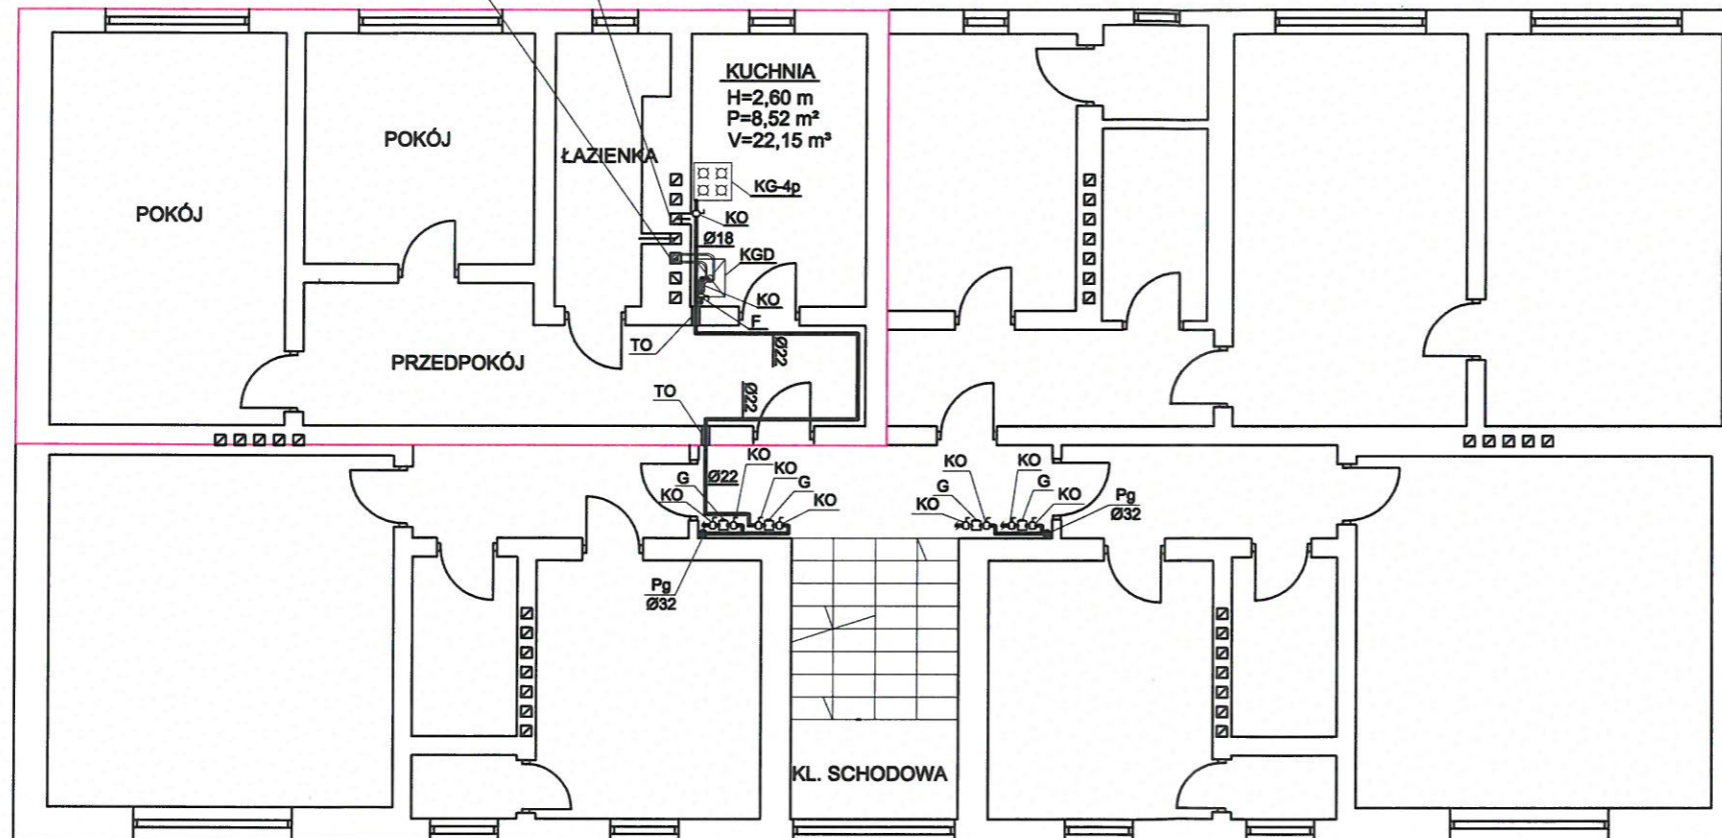 KUCHNIA
H=2,60 m
P=8,52 m²
V=22,15 m³
POKÓJ
ŁAZIENKA
KG-4p
POKÓJ
KO
Ø18
KGD
KO
F
TO
Ø22
PRZEDPOKÓJ
TO
Ø22
KO
KO
G
Ø22
G
KO
KO
KO
KO
G
G
KO
KO
Pg
Ø32
Pg
Ø32
KL. SCHODOWA